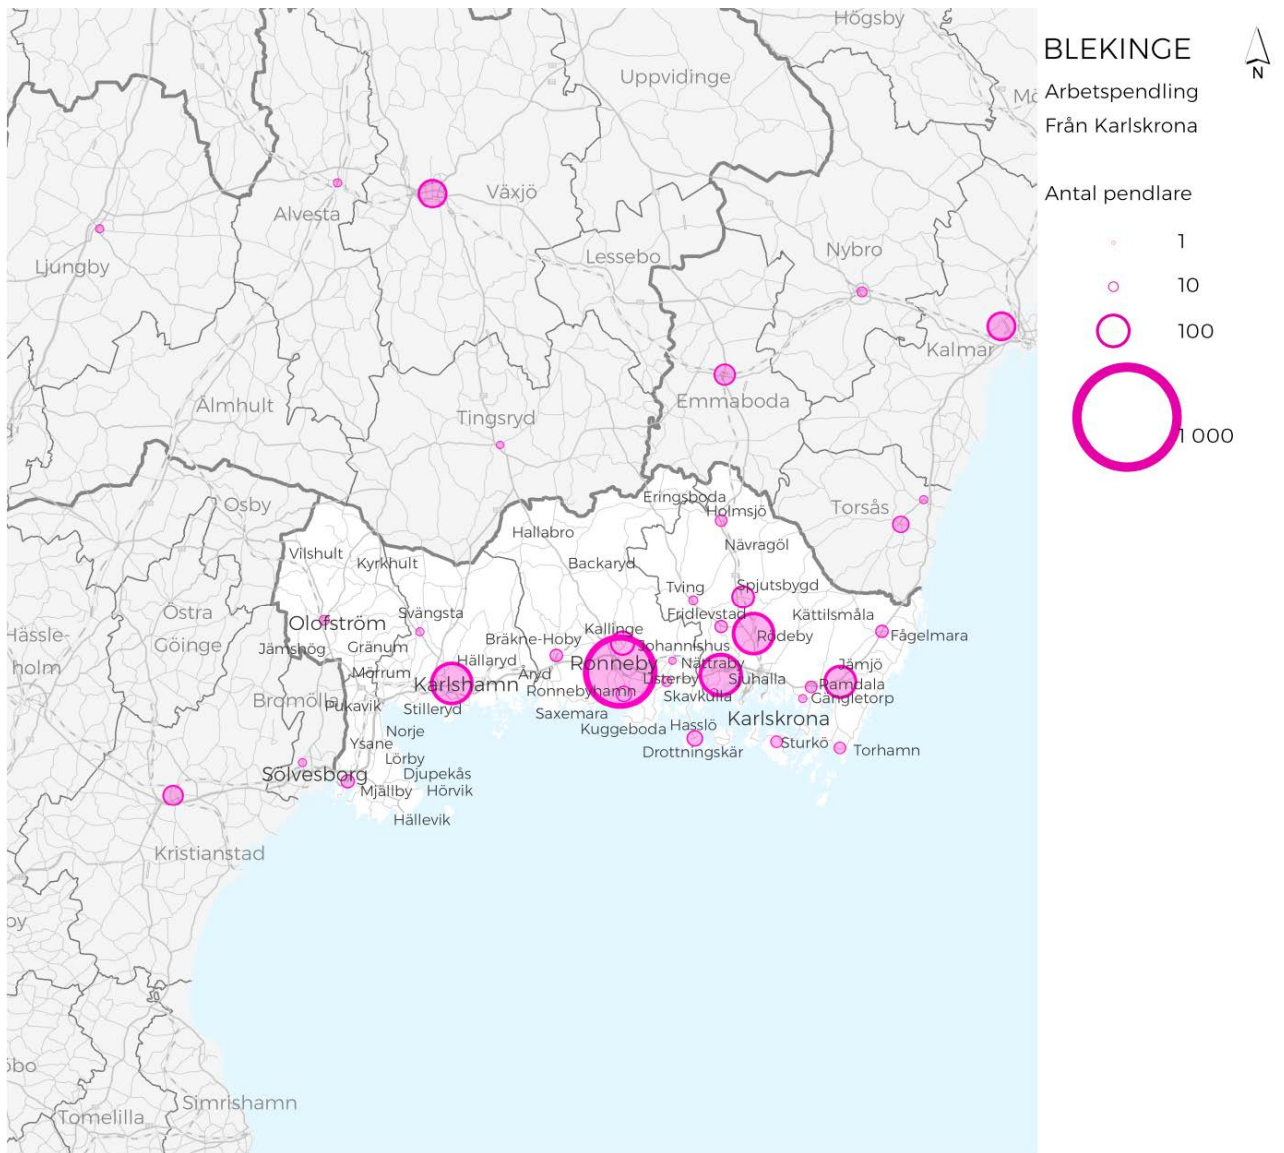 BLEKINGE
N
Arbetspendling
Från Karlskrona
Antal pendlare
1
10
100
1 000
Högsby
Uppvidinge
Växjö
Alvesta
Ljungby
Lessebo
Nybro
Kalmar
Älmhult
Tingsryd
Emmaboda
Osby
Torsås
Eringsboda
Holmsjö
Hallabro
Nävragöl
Vilshult
Kyrkhult
Backaryd
Tving
Spjutsbygd
Östra
Göinge
Hässle-
holm
Olofström
Svängsta
Fridlevstad
Kättilsmåla
Kallinge
Rödeby
Fågelmara
Jämshög
Gränum
Bräkne-Hoby
Johannishus
Hällaryd
Ronneby
Nättraby
Jämjö
Mörrum
Åryd
Listerby
Sjuhalla
Karlshamn
Ramdala
Bromölla
Pukavik
Stilleryd
Ronnebyhamn
Skavkulla
Gängletorp
Saxemara
Karlskrona
Norje
Kuggeboda
Hasslö
Ysane
Drottningskär
Sturkö
Torhamn
Lörby
Sölvesborg
Djupekås
Mjällby
Hörvik
Hällevik
Kristianstad
Simrishamn
Tomelilla